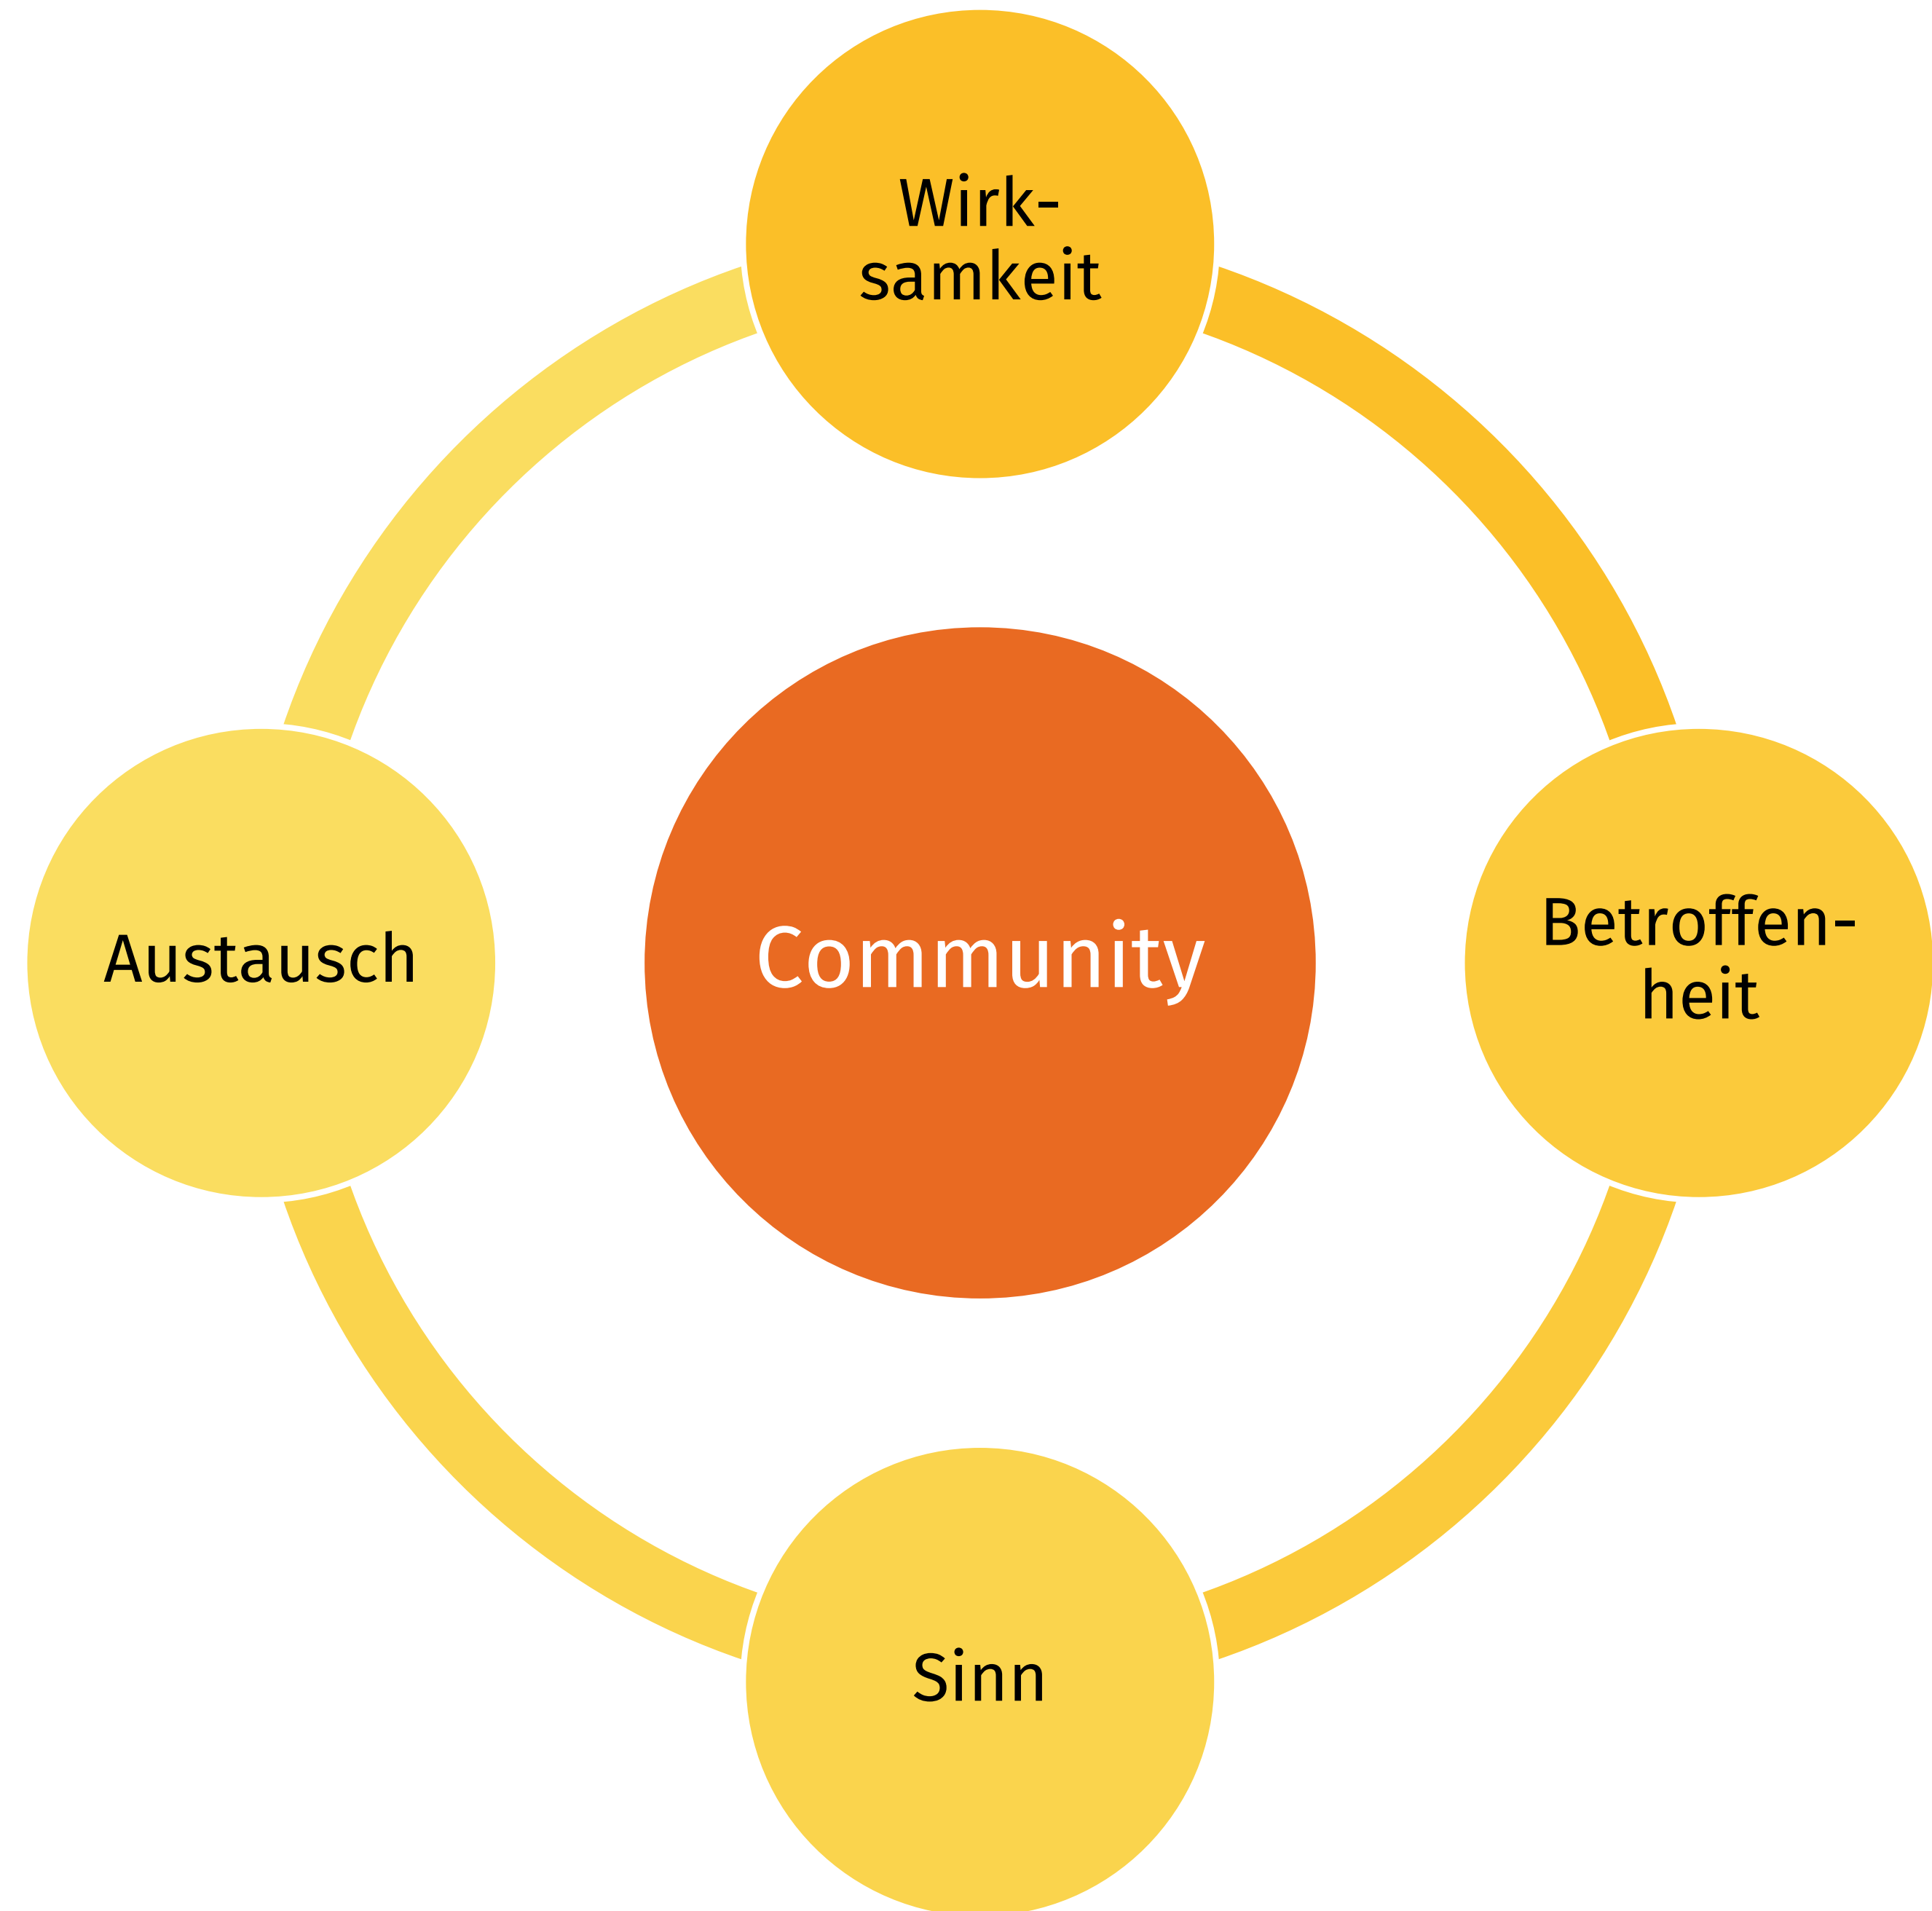 Wirk-
samkeit
Austausch
Community
Betroffen-
heit
Sinn